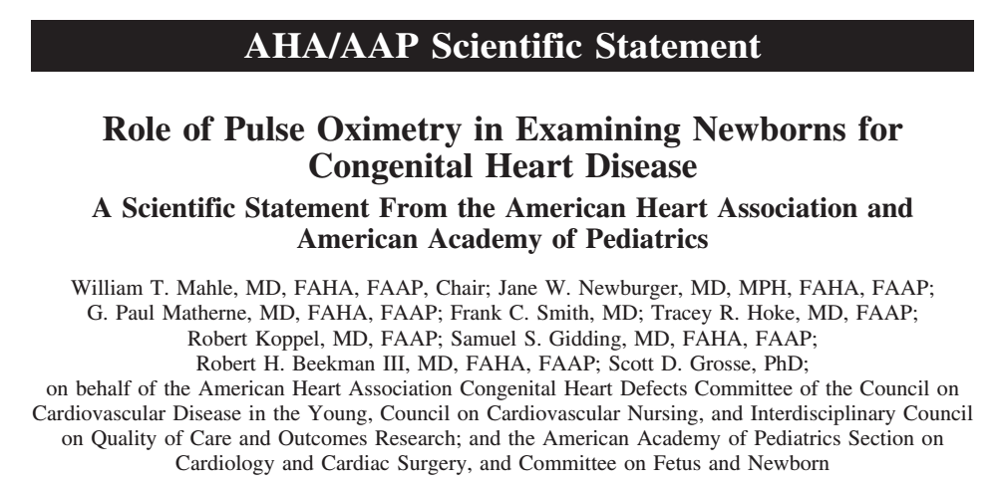 AHA/AAP Scientific Statement
Role of Pulse Oximetry in Examining Newborns for
Congenital Heart Disease
A Scientific Statement From the American Heart Association and
American Academy of Pediatrics
William T. Mahle, MD, FAHA, FAAP, Chair; Jane W. Newburger, MD, MPH, FAHA, FAAP;
G. Paul Matherne, MD, FAHA, FAAP; Frank C. Smith, MD; Tracey R. Hoke, MD, FAAP;
Robert Koppel, MD, FAAP; Samuel S. Gidding, MD, FAHA, FAAP;
Robert H. Beekman III, MD, FAHA, FAAP; Scott D. Grosse, PhD;
on behalf of the American Heart Association Congenital Heart Defects Committee of the Council on
Cardiovascular Disease in the Young, Council on Cardiovascular Nursing, and Interdisciplinary Council
on Quality of Care and Outcomes Research; and the American Academy of Pediatrics Section on
Cardiology and Cardiac Surgery, and Committee on Fetus and Newborn